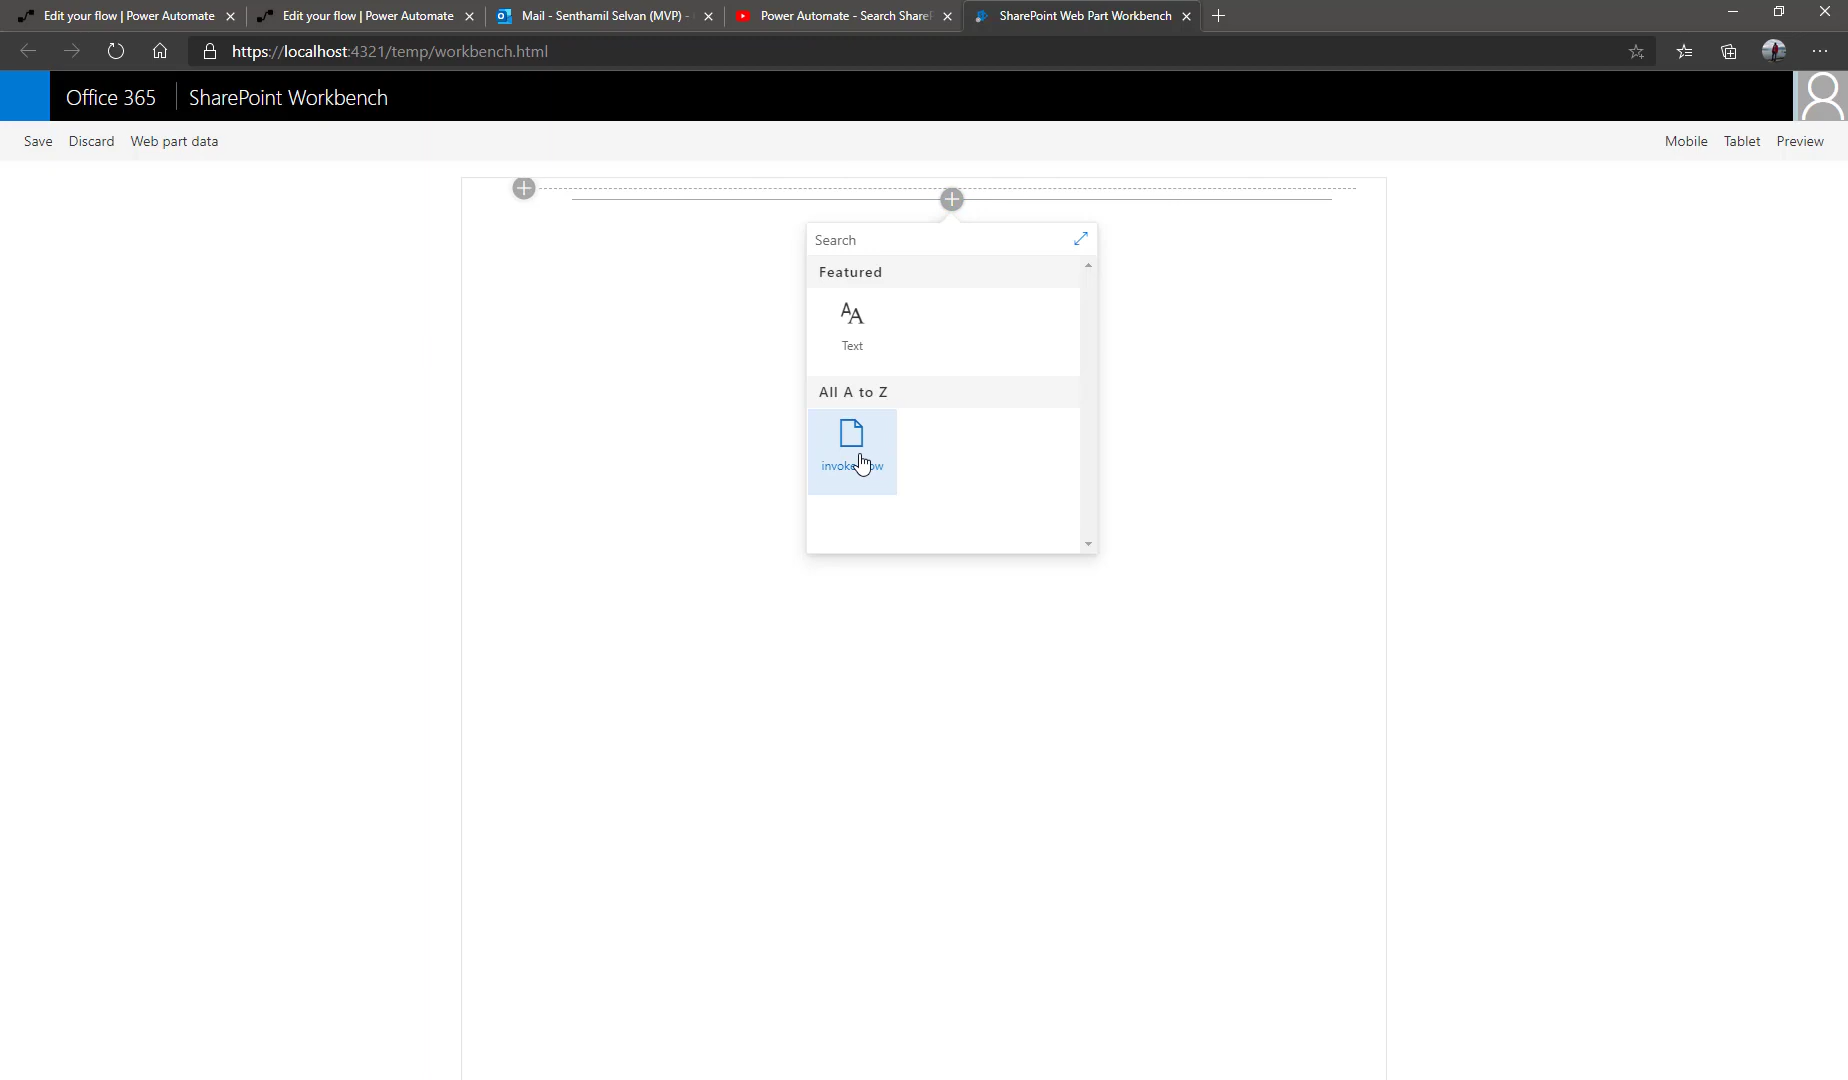 Edit your flow | Power Automate
Edit your flow | Power Automate
Mail - Senthamil Selvan (MVP) -
Power Automate - Search Share
SharePoint Web Part Workbench
https://localhost:4321/temp/workbench.html
Office 365
SharePoint Workbench
Save
Discard
Web part data
Mobile
Tablet
Preview
Search
Featured
AA
Text
All A to Z